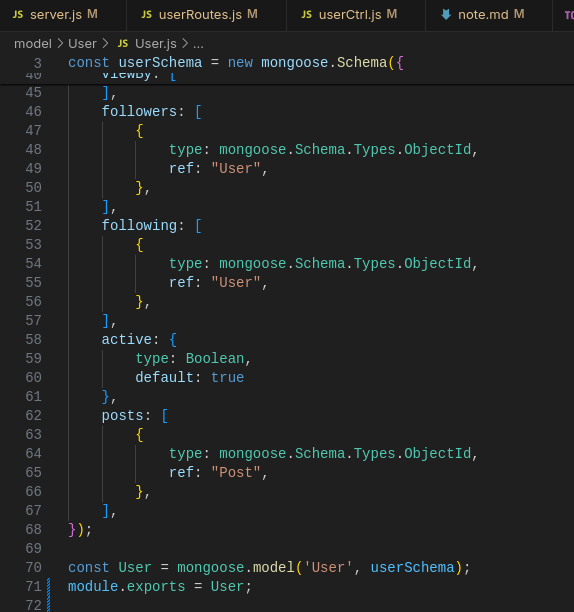 JS server.js M JS userRoutes.js M JS userCtrl.js M note.md M
model > User > JS User.js > ...
3 const userSchema = new mongoose.Schema({
40 viewBy: [
45 ],
46 followers: [
47 {
48 type: mongoose.Schema.Types.ObjectId,
49 ref: "User",
50 },
51 ],
52 following: [
53 {
54 type: mongoose.Schema.Types.ObjectId,
55 ref: "User",
56 },
57 ],
58 active: {
59 type: Boolean,
60 default: true
61 },
62 posts: [
63 {
64 type: mongoose.Schema.Types.ObjectId,
65 ref: "Post",
66 },
67 ],
68 });
69
70 const User = mongoose.model('User', userSchema);
71 module.exports = User;
72